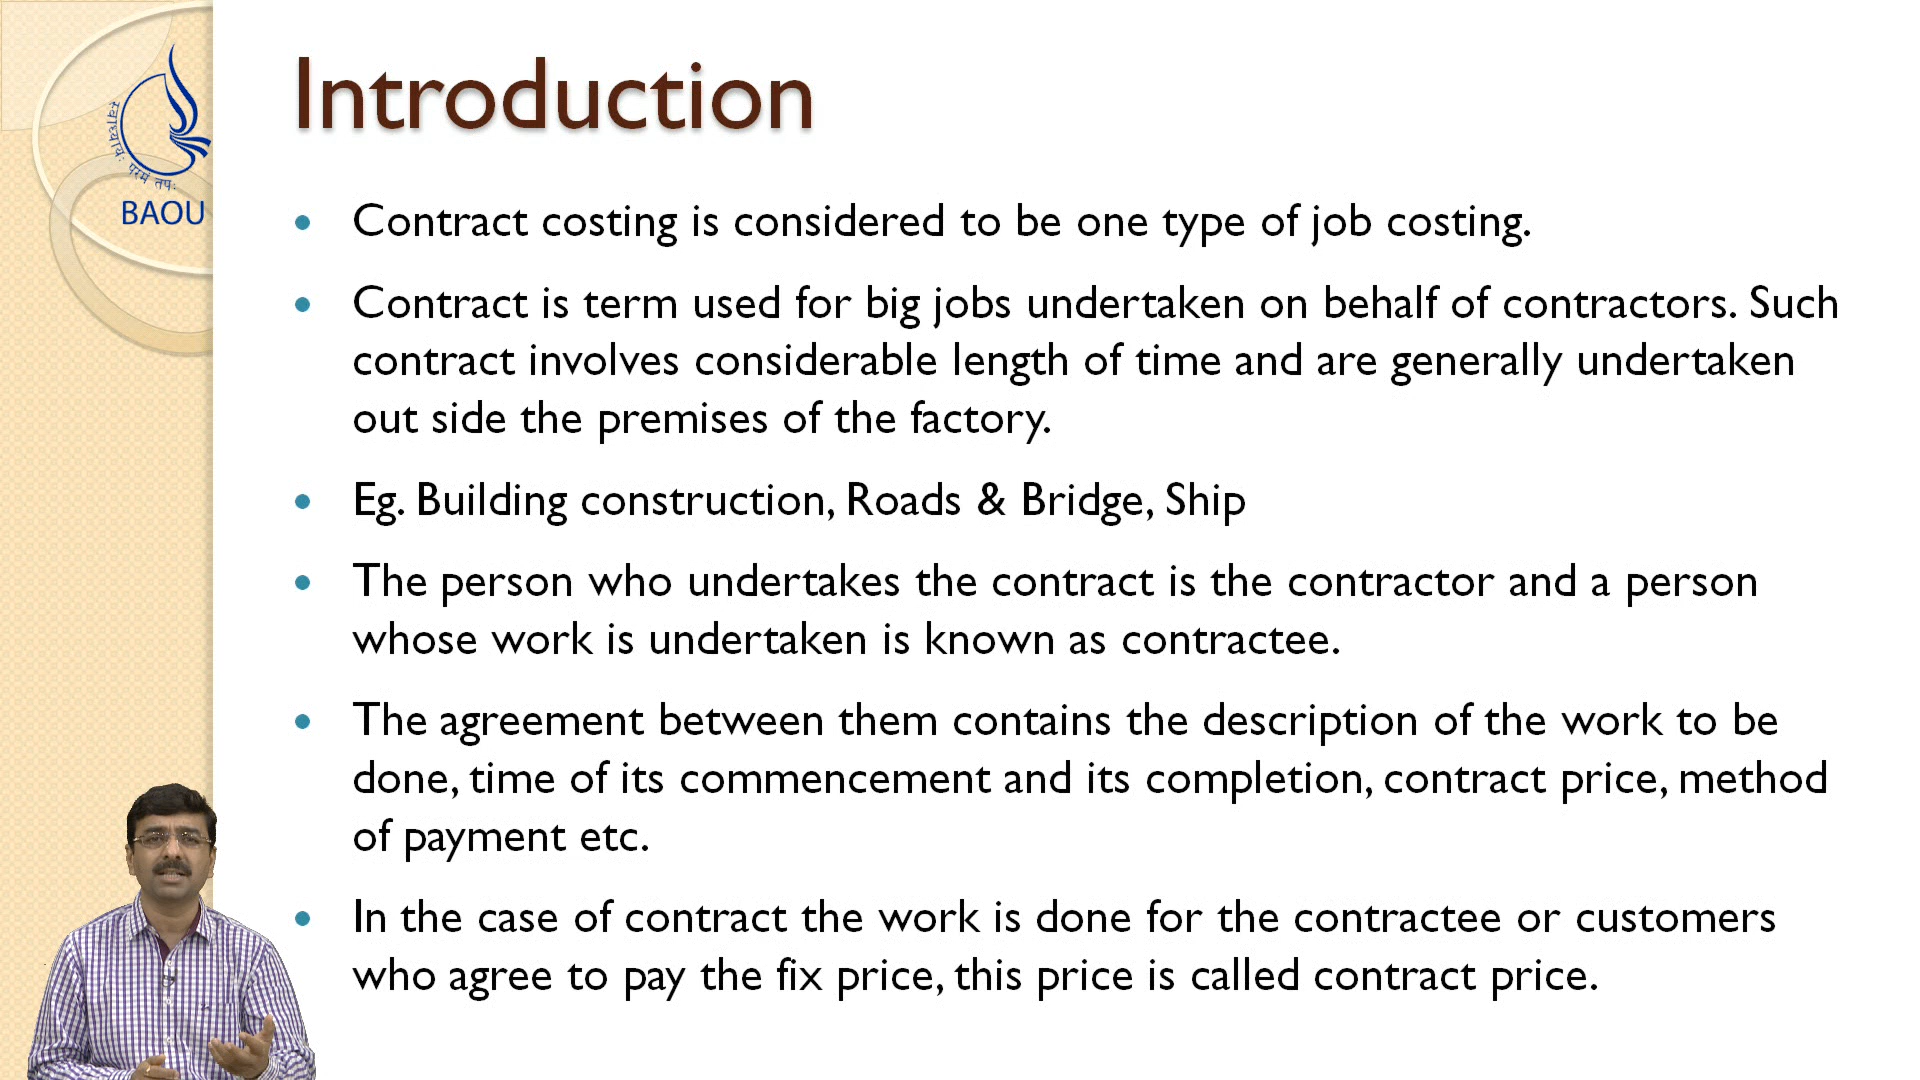 स्वाध्यायः परमं तपः
BAOU
Introduction
Contract costing is considered to be one type of job costing.
Contract is term used for big jobs undertaken on behalf of contractors. Such
contract involves considerable length of time and are generally undertaken
out side the premises of the factory.
Eg. Building construction, Roads & Bridge, Ship
The person who undertakes the contract is the contractor and a person
whose work is undertaken is known as contractee.
The agreement between them contains the description of the work to be
done, time of its commencement and its completion, contract price, method
of payment etc.
In the case of contract the work is done for the contractee or customers
who agree to pay the fix price, this price is called contract price.